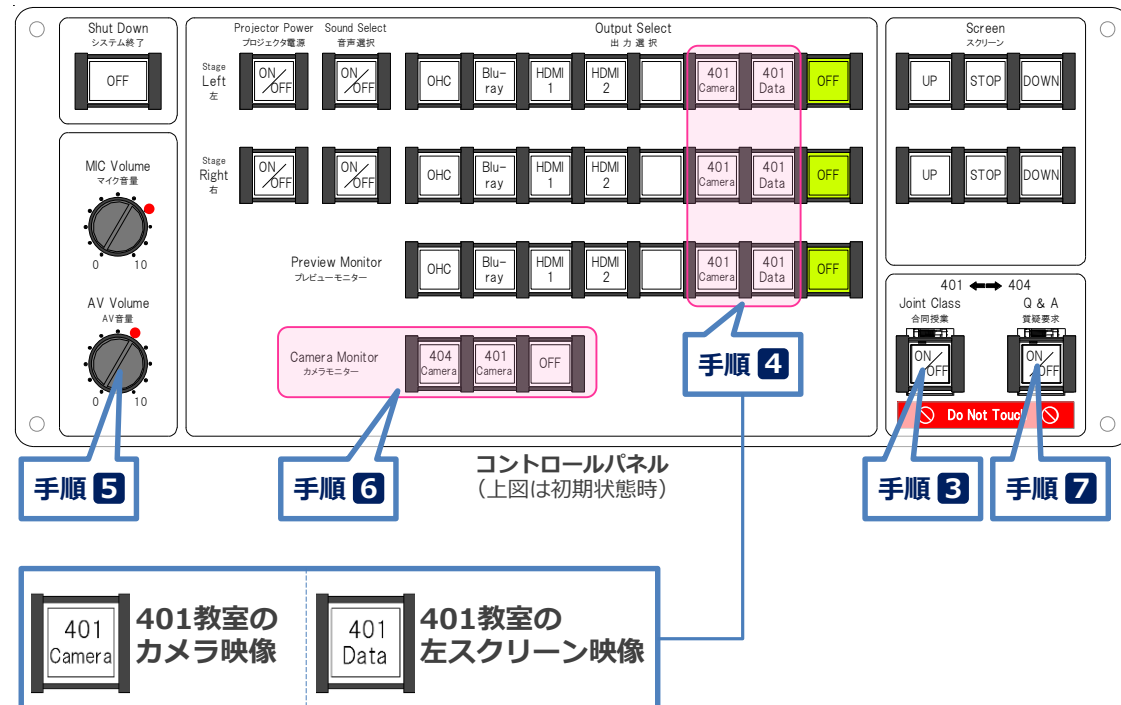 Shut Down
システム終了
OFF
MIC Volume
マイク音量
0 10
AV Volume
AV音量
0 10
Projector Power
プロジェクタ電源
Sound Select
音声選択
Output Select
出力選択
Stage
Left
左
ON/OFF
ON/OFF
OHC
Blu-
ray
HDMI
1
HDMI
2
401
Camera
401
Data
OFF
Stage
Right
右
ON/OFF
ON/OFF
OHC
Blu-
ray
HDMI
1
HDMI
2
401
Camera
401
Data
OFF
Preview Monitor
プレビューモニター
OHC
Blu-
ray
HDMI
1
HDMI
2
401
Camera
401
Data
OFF
Camera Monitor
カメラモニター
404
Camera
401
Camera
OFF
Screen
スクリーン
UP
STOP
DOWN
UP
STOP
DOWN
401 ⬌ 404
Joint Class
合同授業
ON/OFF
Q & A
質疑要求
ON/OFF
Do Not Touch
手順 4
手順 5
手順 6
手順 3
手順 7
コントロールパネル
（上図は初期状態時）
401
Camera
401教室の
カメラ映像
401
Data
401教室の
左スクリーン映像